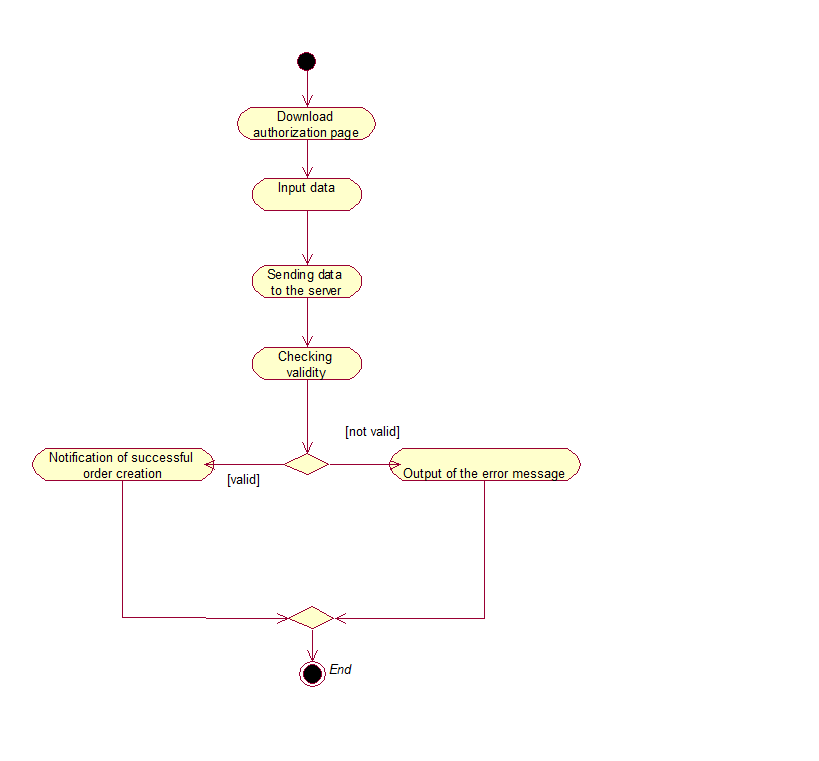 Download
authorization page
Input data
Sending data
to the server
Checking
validity
[not valid]
Notification of successful
order creation
[valid]
Output of the error message
End